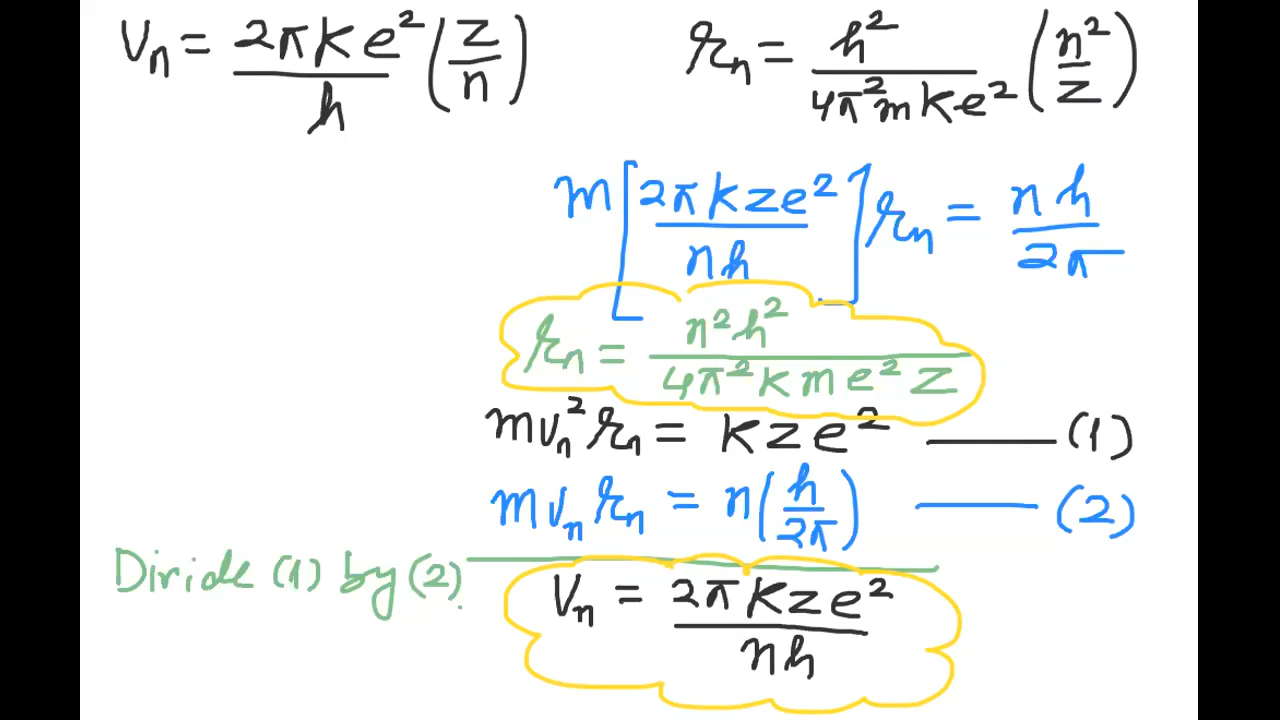 Vn = 2πke²/h (z/n)    rn = h²/4π²mke² (n²/z)
m[2πkze²/nh]rn = nh/2π
rn = n²h²/4π²kme²z
mvn²rn = kze² —— (1)
mvnrn = n(h/2π) —— (2)
Divide (1) by (2).
Vn = 2πkze²/nh